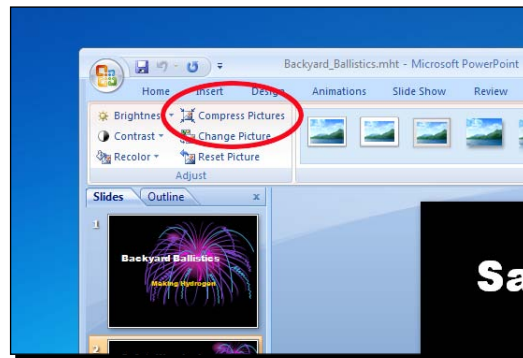 Backyard_Ballistics.mht - Microsoft PowerPoint
Home Insert Design Animations Slide Show Review
Brightness Compress Pictures
Contrast Change Picture
Recolor Reset Picture
Adjust
Slides Outline x
1
Backyard Ballistics
Making Hydrogen
Sa
2